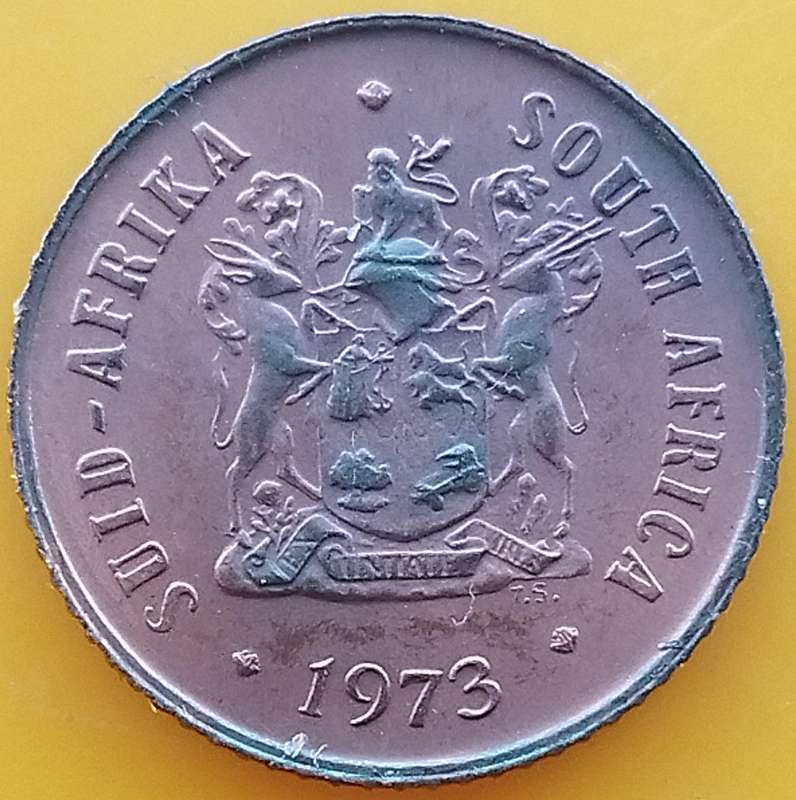 SUID-AFRIKA · SOUTH AFRICA
EX UNITATE VIRES
T.S.
· 1973 ·